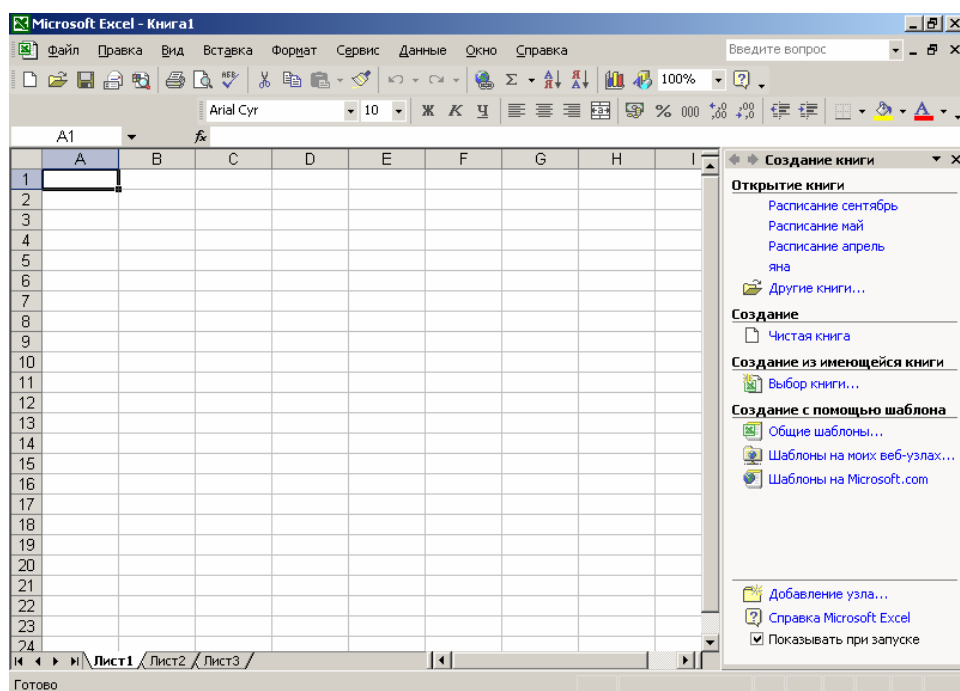 Microsoft Excel - Книга1
Файл Правка Вид Вставка Формат Сервис Данные Окно Справка Введите вопрос
100%
Arial Cyr 10 Ж К Ч % 000
A1 fx
A B C D E F G H I
Создание книги
1
2
3
4
5
6
7
8
9
10
11
12
13
14
15
16
17
18
19
20
21
22
23
24
Открытие книги
Расписание сентябрь
Расписание май
Расписание апрель
яна
Другие книги...
Создание
Чистая книга
Создание из имеющейся книги
Выбор книги...
Создание с помощью шаблона
Общие шаблоны...
Шаблоны на моих веб-узлах...
Шаблоны на Microsoft.com
Добавление узла...
Справка Microsoft Excel
Показывать при запуске
Лист1 Лист2 Лист3
Готово